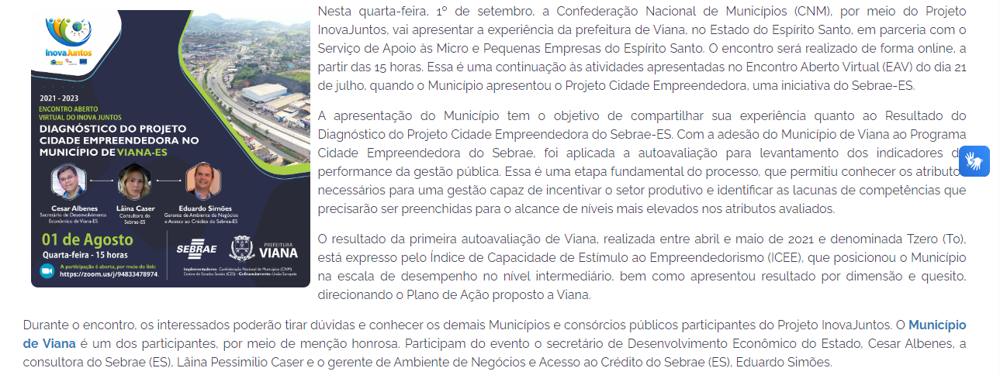 InovaJuntos
2021 - 2023
ENCONTRO ABERTO
VIRTUAL DO INOVA JUNTOS
DIAGNÓSTICO DO PROJETO
CIDADE EMPREENDEDORA NO
MUNICÍPIO DE VIANA-ES
Cesar Albenes
Secretário de Desenvolvimento
Econômico de Viana-ES
Lâina Caser
Consultora do
Sebrae-ES
Eduardo Simões
Gerente de Ambiente de Negócios
e Acesso ao Crédito do Sebrea-ES
01 de Agosto
Quarta-feira - 15 horas
A participação é aberta, por meio do link:
https://zoom.us/j/94833478974
SEBRAE
PREFEITURA
VIANA
Implementadores: Confederação Nacional de Municípios (CNM)
Centro de Estudos Sociais (CES) - Cofinanciamento: União Europeia
Nesta quarta-feira, 1º de setembro, a Confederação Nacional de Municípios (CNM), por meio do Projeto
InovaJuntos, vai apresentar a experiência da prefeitura de Viana, no Estado do Espírito Santo, em parceria com o
Serviço de Apoio às Micro e Pequenas Empresas do Espírito Santo. O encontro será realizado de forma online, a
partir das 15 horas. Essa é uma continuação às atividades apresentadas no Encontro Aberto Virtual (EAV) do dia 21
de julho, quando o Município apresentou o Projeto Cidade Empreendedora, uma iniciativa do Sebrae-ES.
A apresentação do Município tem o objetivo de compartilhar sua experiência quanto ao Resultado do
Diagnóstico do Projeto Cidade Empreendedora do Sebrae-ES. Com a adesão do Município de Viana ao Programa
Cidade Empreendedora do Sebrae, foi aplicada a autoavaliação para levantamento dos indicadores d
performance da gestão pública. Essa é uma etapa fundamental do processo, que permitiu conhecer os atributo
necessários para uma gestão capaz de incentivar o setor produtivo e identificar as lacunas de competências que
precisarão ser preenchidas para o alcance de níveis mais elevados nos atributos avaliados.
O resultado da primeira autoavaliação de Viana, realizada entre abril e maio de 2021 e denominada Tzero (To),
está expresso pelo Índice de Capacidade de Estímulo ao Empreendedorismo (ICEE), que posicionou o Município
na escala de desempenho no nível intermediário, bem como apresentou resultado por dimensão e quesito,
direcionando o Plano de Ação proposto a Viana.
Durante o encontro, os interessados poderão tirar dúvidas e conhecer os demais Municípios e consórcios públicos participantes do Projeto InovaJuntos. O Município
de Viana é um dos participantes, por meio de menção honrosa. Participam do evento o secretário de Desenvolvimento Econômico do Estado, Cesar Albenes, a
consultora do Sebrae (ES), Lâina Pessimilio Caser e o gerente de Ambiente de Negócios e Acesso ao Crédito do Sebrae (ES), Eduardo Simões.